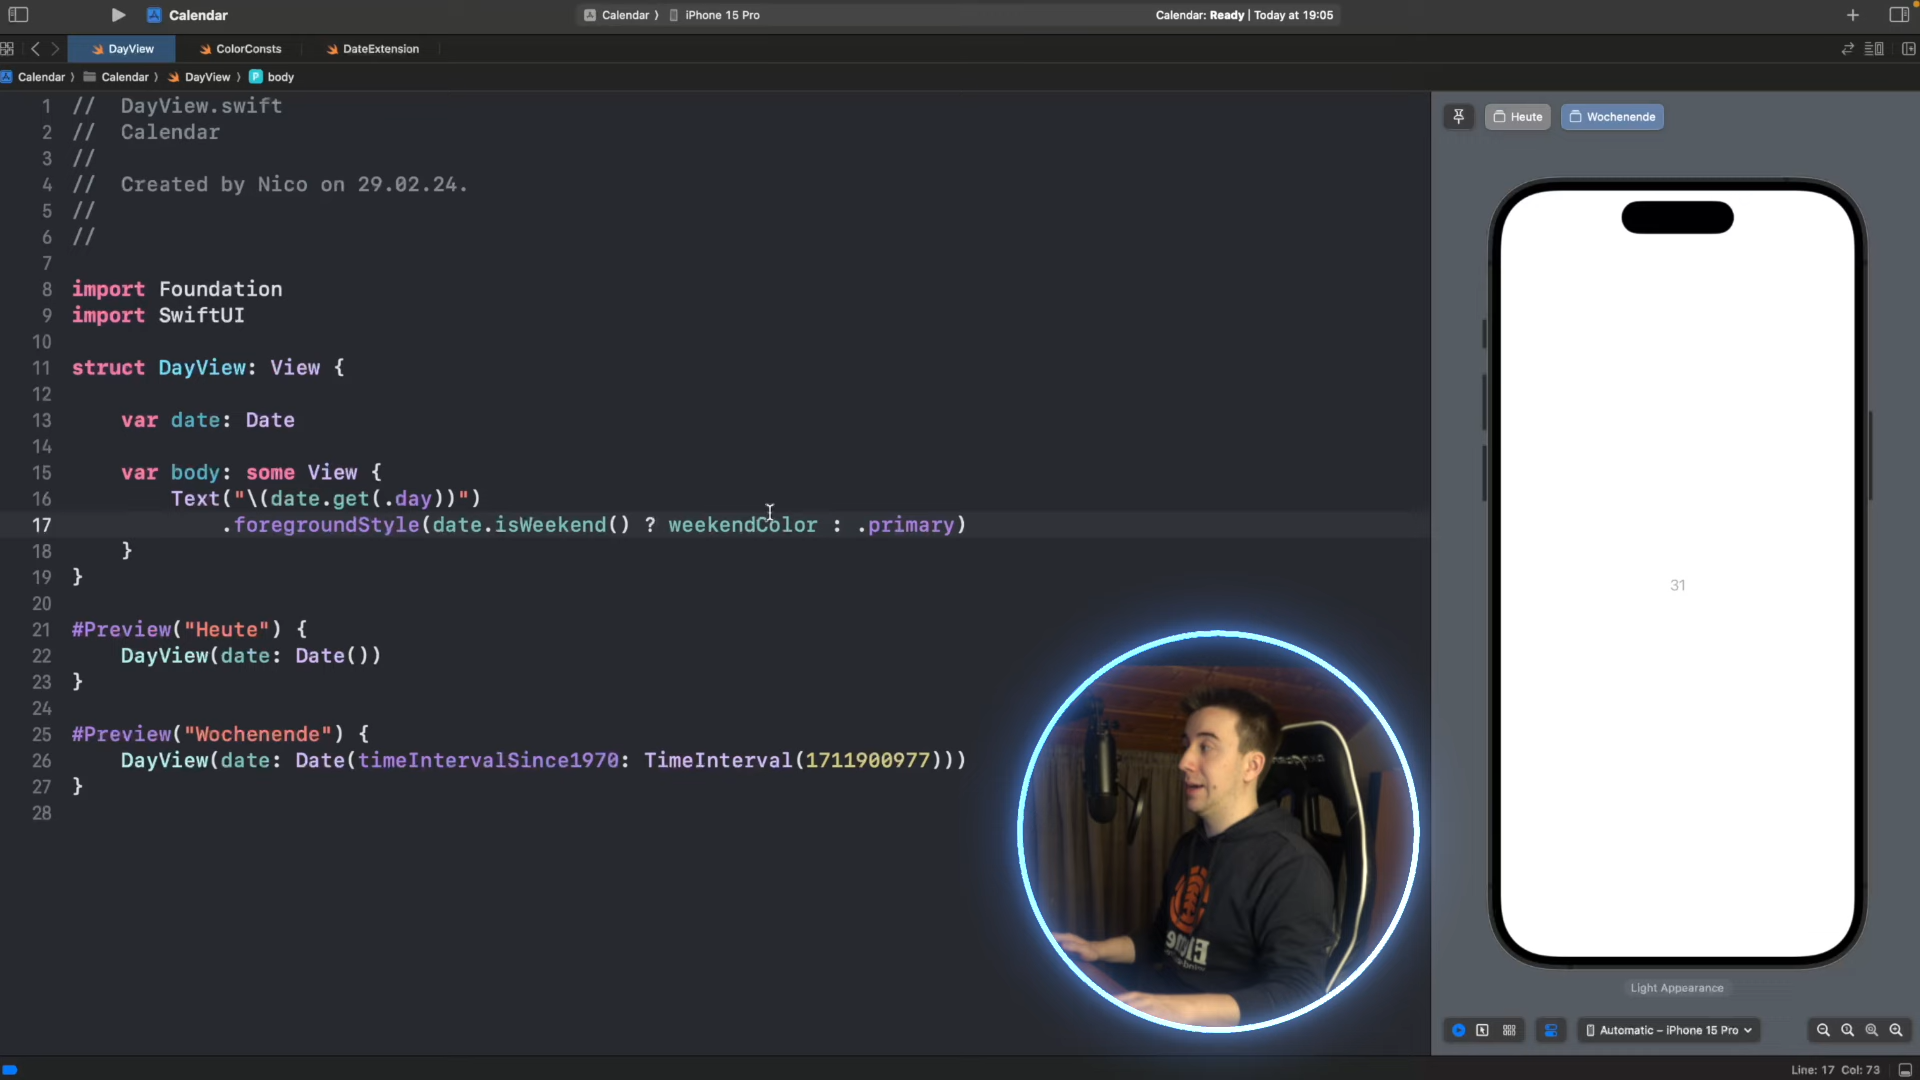 Calendar
Calendar ⟩ iPhone 15 Pro
Calendar: Ready | Today at 19:05
DayView
ColorConsts
DateExtension
Calendar ⟩ Calendar ⟩ DayView ⟩ P body
1 // DayView.swift
2 // Calendar
3 //
4 // Created by Nico on 29.02.24.
5 //
6 //
7
8 import Foundation
9 import SwiftUI
10
11 struct DayView: View {
12
13 var date: Date
14
15 var body: some View {
16 Text("\(date.get(.day))")
17 .foregroundStyle(date.isWeekend() ? weekendColor : .primary)
18 }
19 }
20
21 #Preview("Heute") {
22 DayView(date: Date())
23 }
24
25 #Preview("Wochenende") {
26 DayView(date: Date(timeIntervalSince1970: TimeInterval(1711900977)))
27 }
28
Heute
Wochenende
31
Light Appearance
Automatic – iPhone 15 Pro
Line: 17 Col: 73